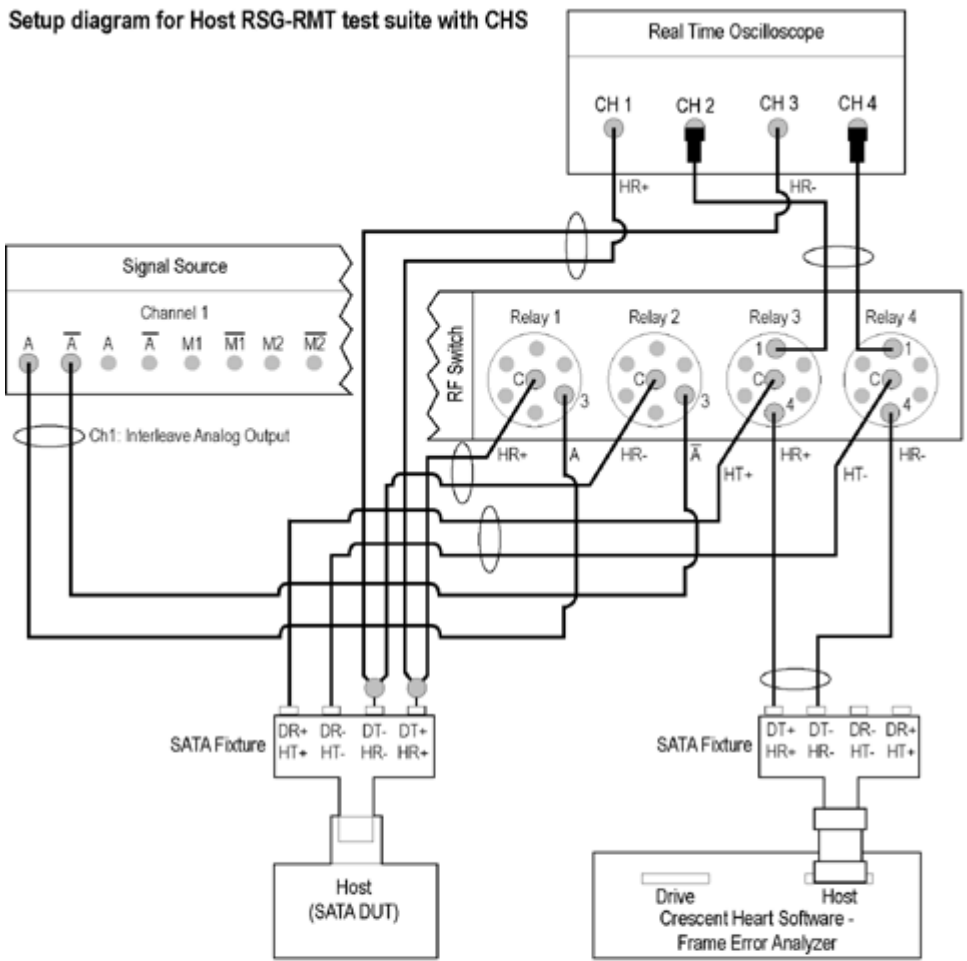 Setup diagram for Host RSG-RMT test suite with CHS
Real Time Oscilloscope
CH 1 CH 2 CH 3 CH 4
HR+ HR-
Signal Source
Channel 1
A A̅ A A̅ M1 M̅1̅ M2 M̅2̅
Ch1: Interleave Analog Output
RF Switch
Relay 1 Relay 2 Relay 3 Relay 4
1 1
C C C C
3 3 4 4
HR+ A HR- A̅ HT+ HR+ HT- HR-
SATA Fixture
DR+ DR- DT- DT+
HT+ HT- HR- HR+
Host
(SATA DUT)
SATA Fixture
DT+ DT- DR- DR+
HR+ HR- HT- HT+
Drive Host
Crescent Heart Software -
Frame Error Analyzer